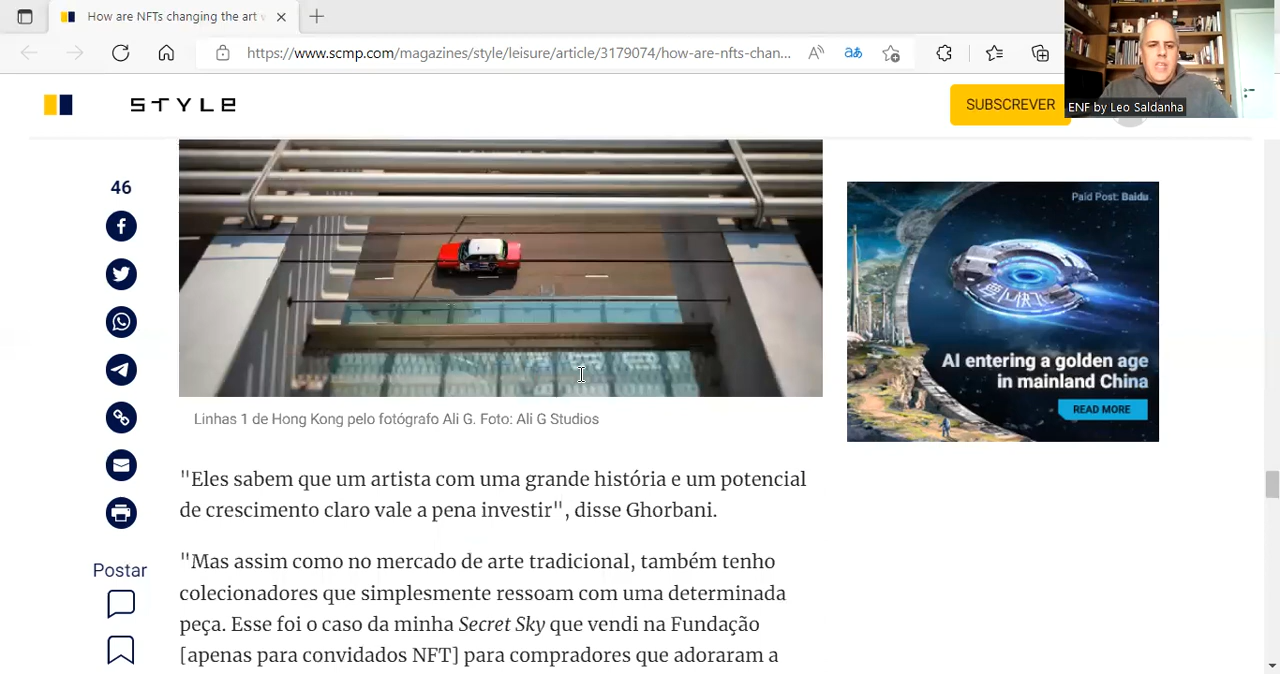 How are NFTs changing the art
https://www.scmp.com/magazines/style/leisure/article/3179074/how-are-nfts-chan...
ENF by Leo Saldanha
STYLE
SUBSCREVER
46
Paid Post: Baidu
AI entering a golden age
in mainland China
READ MORE
Linhas 1 de Hong Kong pelo fotógrafo Ali G. Foto: Ali G Studios
"Eles sabem que um artista com uma grande história e um potencial
de crescimento claro vale a pena investir", disse Ghorbani.
Postar
"Mas assim como no mercado de arte tradicional, também tenho
colecionadores que simplesmente ressoam com uma determinada
peça. Esse foi o caso da minha Secret Sky que vendi na Fundação
[apenas para convidados NFT] para compradores que adoraram a